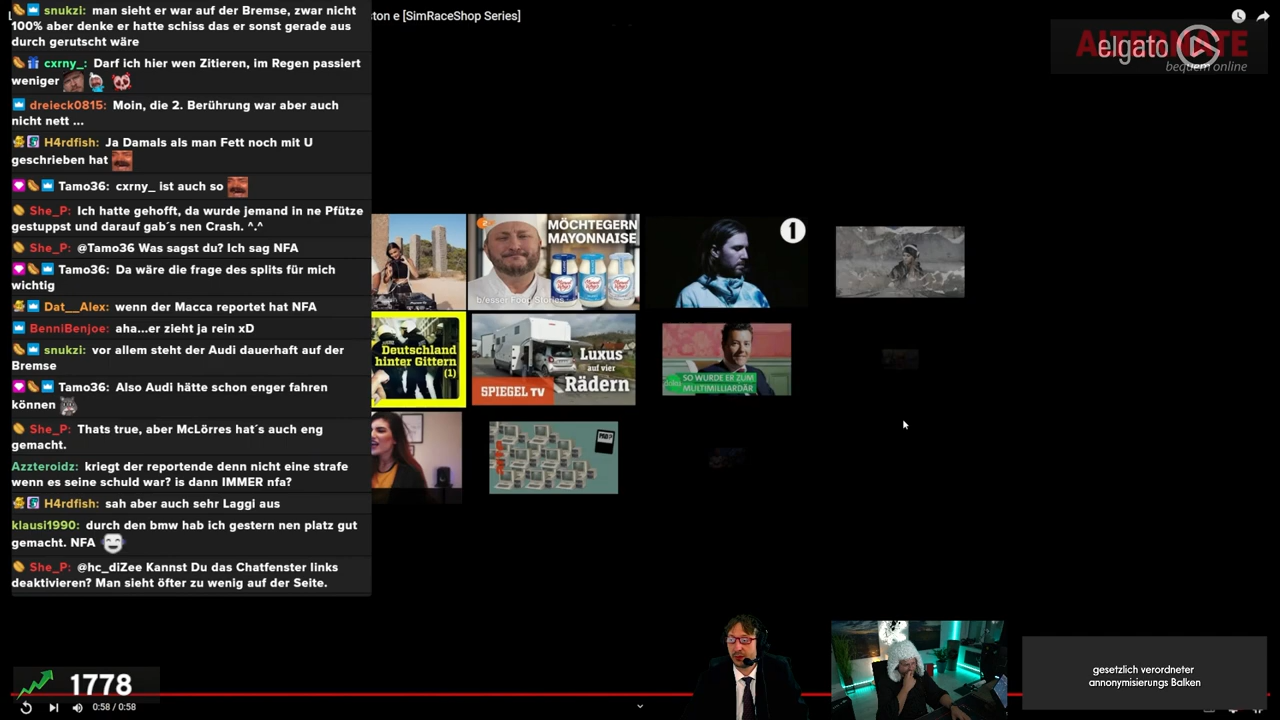 snukzi: man sieht er war auf der Bremse, zwar nicht
100% aber denke er hatte schiss das er sonst gerade aus
durch gerutscht wäre
ston e [SimRaceShop Series]
ALTERNATE
elgato
bequem online
cxrny_: Darf ich hier wen Zitieren, im Regen passiert
weniger
dreieck0815: Moin, die 2. Berührung war aber auch
nicht nett ...
H4rdfish: Ja Damals als man Fett noch mit U
geschrieben hat
Tamo36: cxrny_ ist auch so
She_P: Ich hatte gehofft, da wurde jemand in ne Pfütze
gestuppst und darauf gab´s nen Crash. ^.^
She_P: @Tamo36 Was sagst du? Ich sag NFA
Tamo36: Da wäre die frage des splits für mich
wichtig
Dat__Alex: wenn der Macca reportet hat NFA
BenniBenjoe: aha...er zieht ja rein xD
snukzi: vor allem steht der Audi dauerhaft auf der
Bremse
Tamo36: Also Audi hätte schon enger fahren
können
She_P: Thats true, aber McLörres hat´s auch eng
gemacht.
Azzteroidz: kriegt der reportende denn nicht eine strafe
wenn es seine schuld war? is dann IMMER nfa?
H4rdfish: sah aber auch sehr Laggi aus
klausi1990: durch den bmw hab ich gestern nen platz gut
gemacht. NFA
She_P: @hc_diZee Kannst Du das Chatfenster links
deaktivieren? Man sieht öfter zu wenig auf der Seite.
MÖCHTEGERN
MAYONNAISE
b/esser Food Stories
1
Deutschland
hinter Gittern
(1)
Luxus
auf vier
Rädern
SPIEGEL TV
SO WURDE ER ZUM
MULTIMILLIARDÄR
1778
0:58 / 0:58
gesetzlich verordneter
annonymisierungs Balken